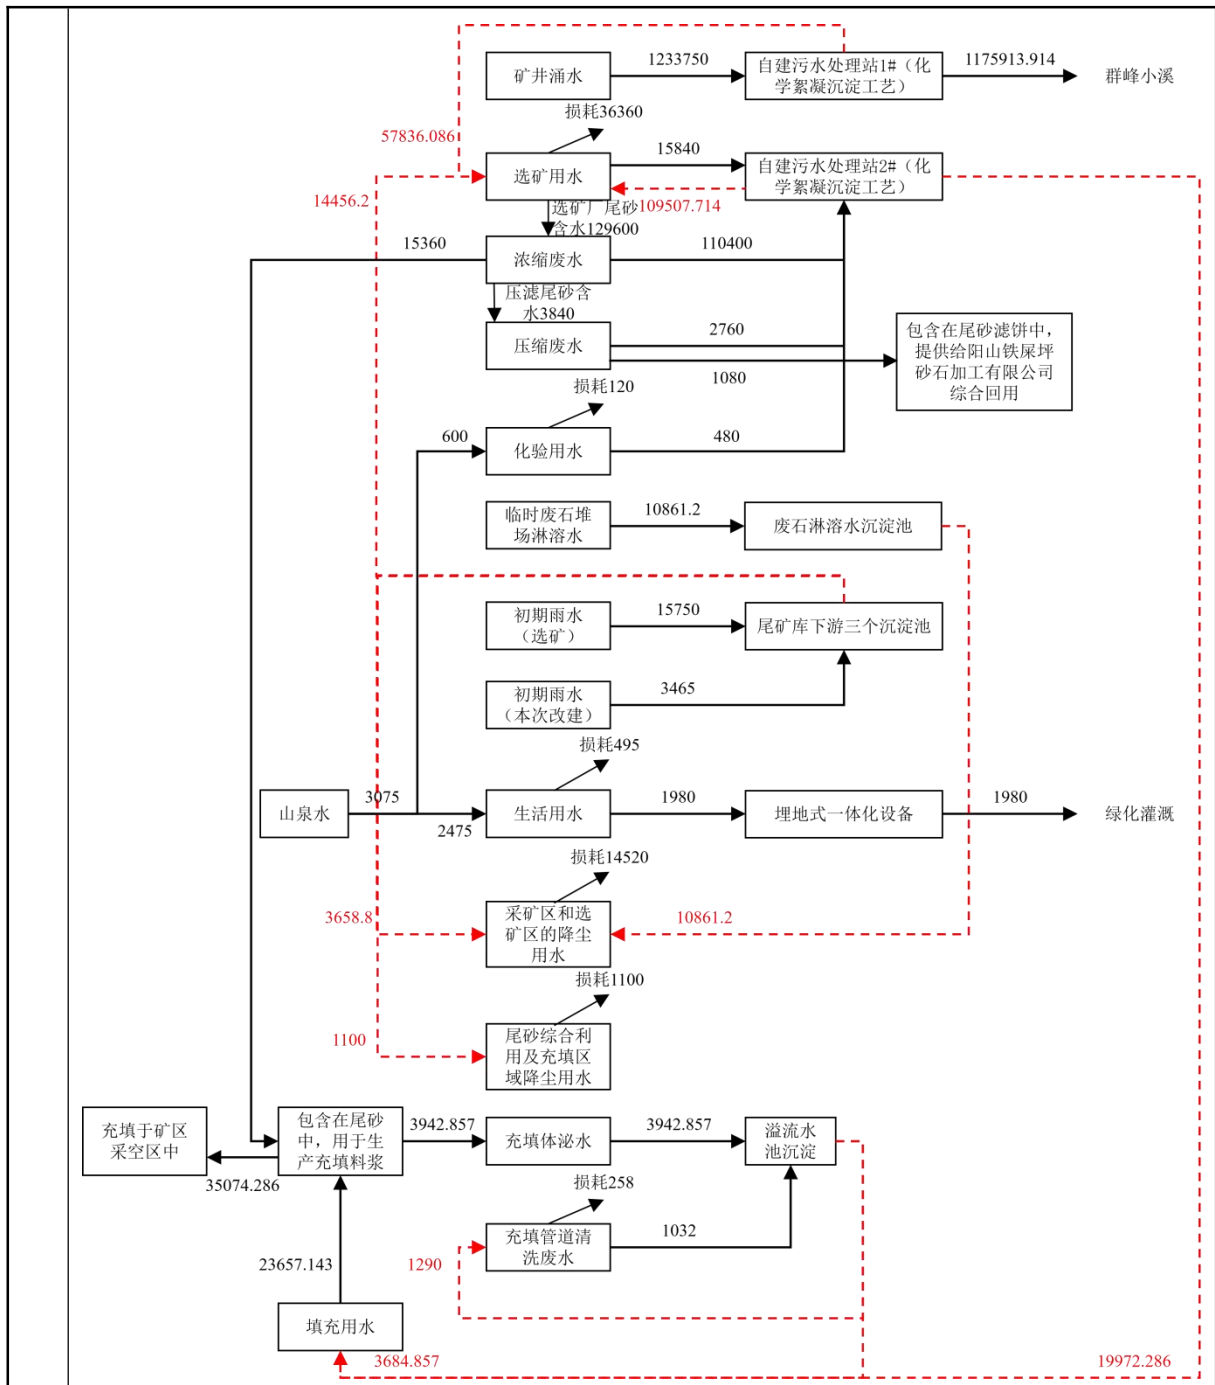 矿井涌水
1233750
自建污水处理站1#（化
学絮凝沉淀工艺）
1175913.914
群峰小溪
57836.086
损耗36360
选矿用水
15840
自建污水处理站2#（化
学絮凝沉淀工艺）
14456.2
109507.714
选矿厂尾砂
含水129600
15360
浓缩废水
110400
压滤尾砂含
水3840
压缩废水
2760
1080
包含在尾砂滤饼中，
提供给阳山铁屎坪
砂石加工有限公司
综合回用
损耗120
600
化验用水
480
临时废石堆
场淋溶水
10861.2
废石淋溶水沉淀池
初期雨水
（选矿）
15750
尾矿库下游三个沉淀池
初期雨水
（本次改建）
3465
损耗495
山泉水
3075
2475
生活用水
1980
埋地式一体化设备
1980
绿化灌溉
损耗14520
3658.8
采矿区和选
矿区的降尘
用水
10861.2
损耗1100
1100
尾砂综合利
用及充填区
域降尘用水
充填于矿区
采空区中
35074.286
包含在尾砂
中，用于生
产充填料浆
3942.857
充填体泌水
3942.857
溢流水
池沉淀
损耗258
23657.143
1290
充填管道清
洗废水
1032
填充用水
3684.857
19972.286